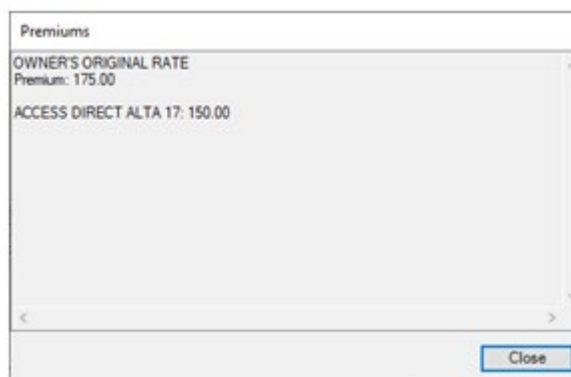 Premiums
OWNER'S ORIGINAL RATE
Premium: 175.00
ACCESS DIRECT ALTA 17: 150.00
Close